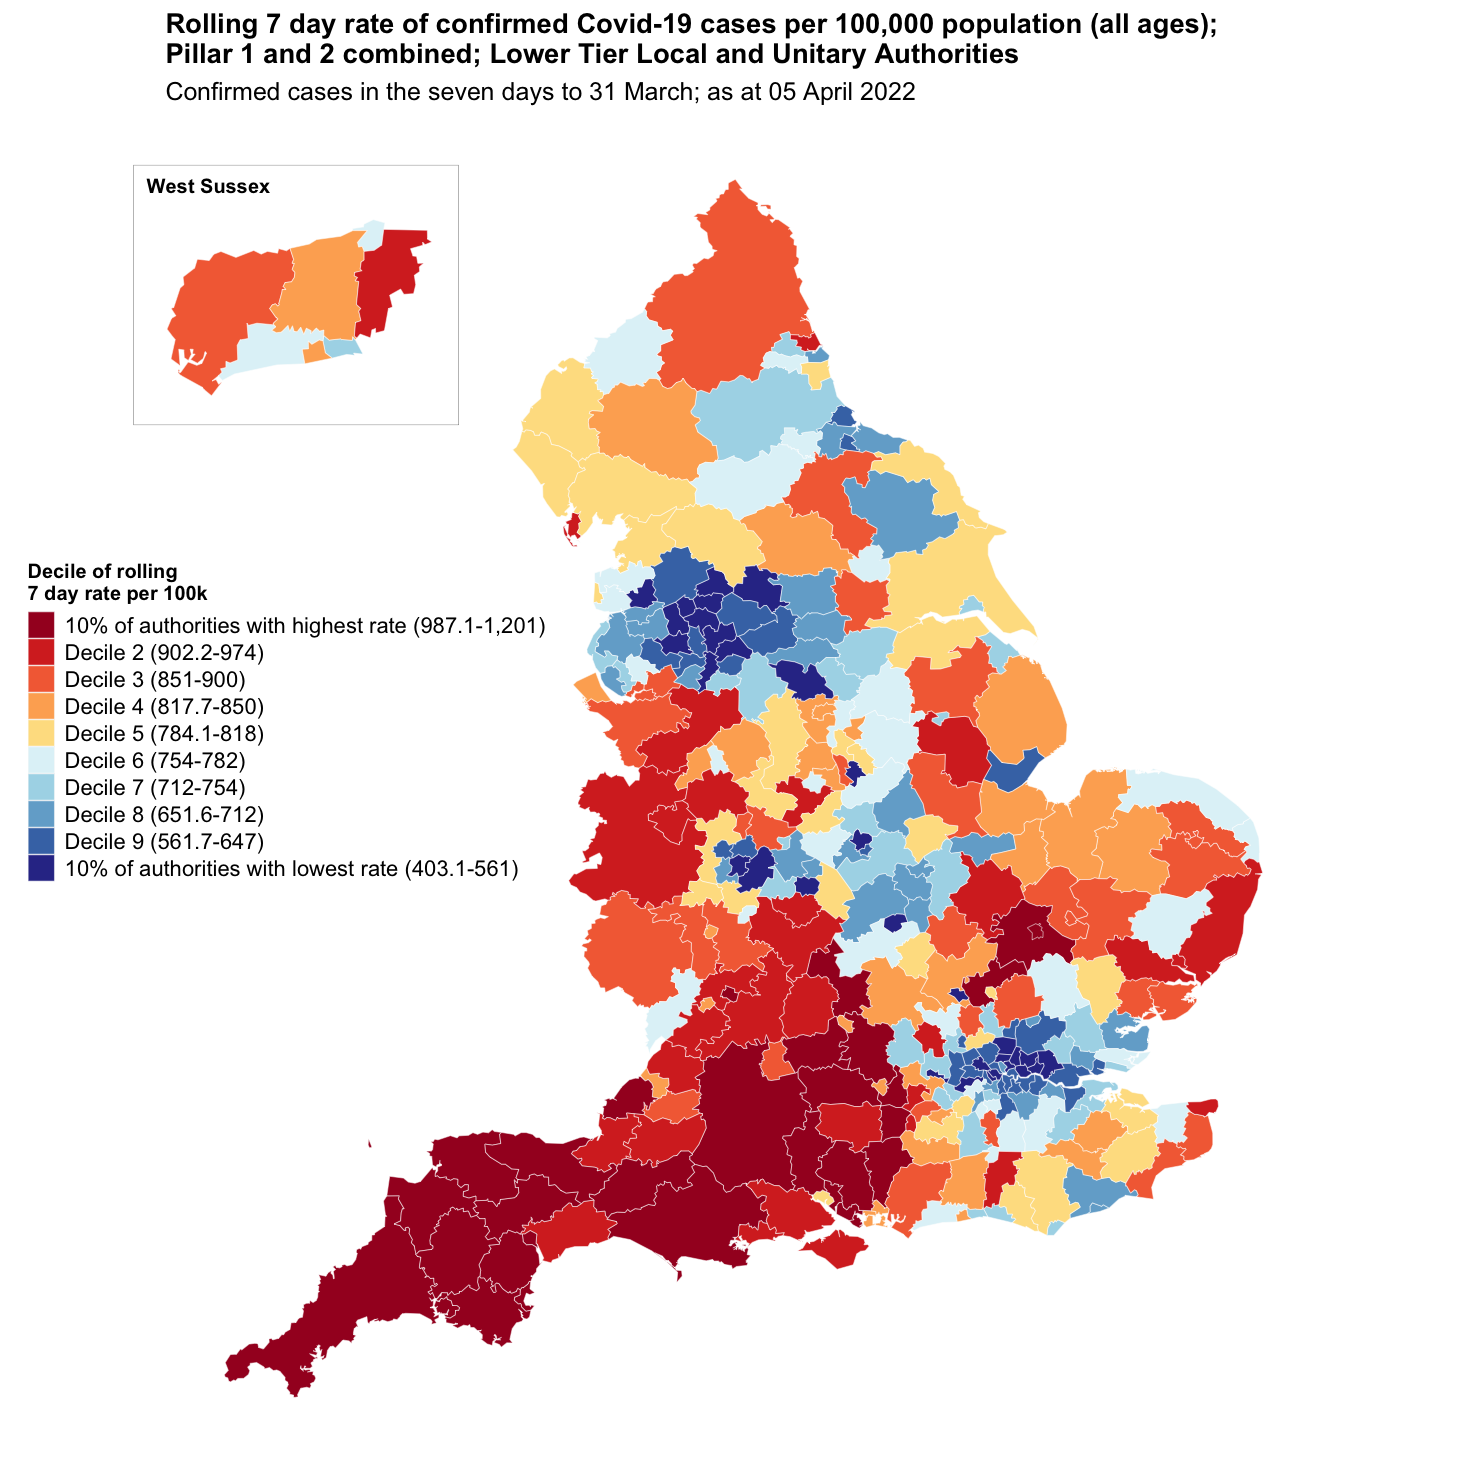 Rolling 7 day rate of confirmed Covid-19 cases per 100,000 population (all ages);
Pillar 1 and 2 combined; Lower Tier Local and Unitary Authorities
Confirmed cases in the seven days to 31 March; as at 05 April 2022
West Sussex
Decile of rolling
7 day rate per 100k
10% of authorities with highest rate (987.1-1,201)
Decile 2 (902.2-974)
Decile 3 (851-900)
Decile 4 (817.7-850)
Decile 5 (784.1-818)
Decile 6 (754-782)
Decile 7 (712-754)
Decile 8 (651.6-712)
Decile 9 (561.7-647)
10% of authorities with lowest rate (403.1-561)